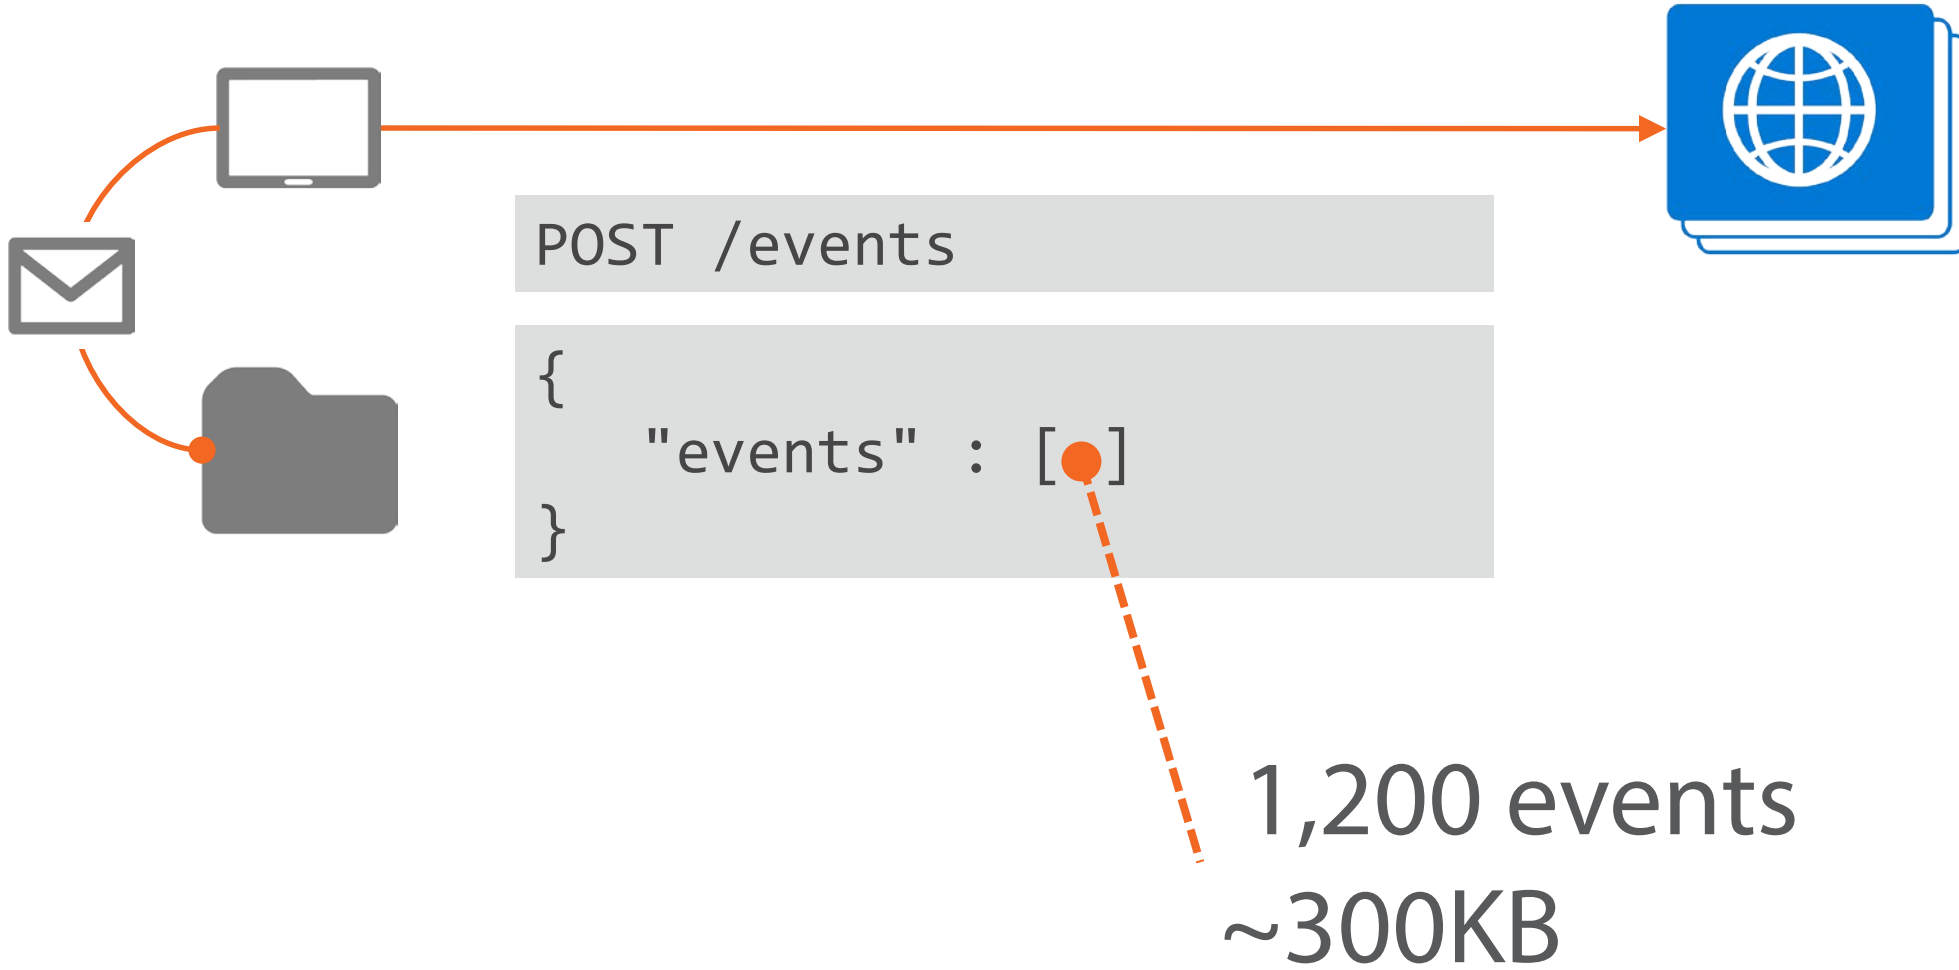 POST /events
{
"events" : [ ]
}
1,200 events
~300KB